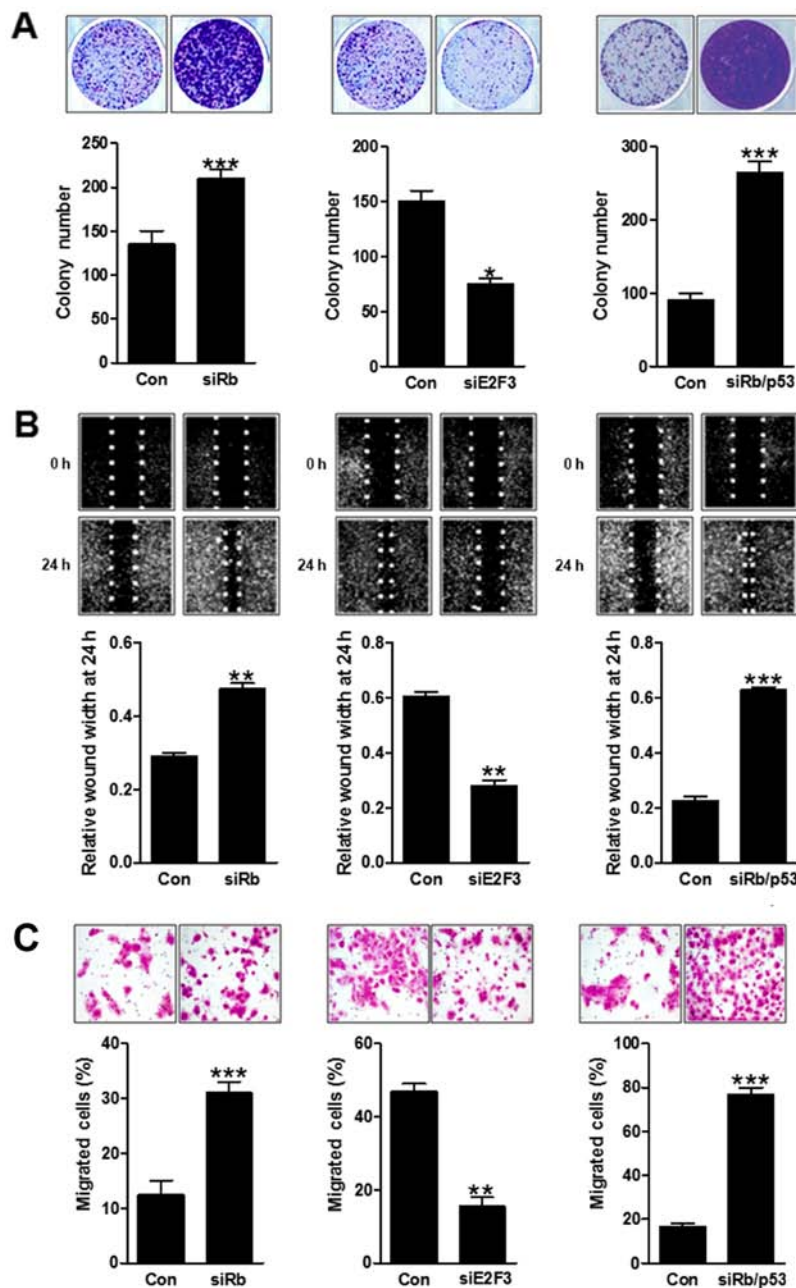 A
Colony number
250
200
150
100
50
0
***
Con
siRb
Colony number
200
150
100
50
0
*
Con
siE2F3
Colony number
300
200
100
0
***
Con
siRb/p53
B
0 h
24 h
0 h
24 h
0 h
24 h
Relative wound width at 24h
0.6
0.4
0.2
0.0
**
Con
siRb
Relative wound width at 24h
0.8
0.6
0.4
0.2
0.0
**
Con
siE2F3
Relative wound width at 24h
0.8
0.6
0.4
0.2
0.0
***
Con
siRb/p53
C
Migrated cells (%)
40
30
20
10
0
***
Con
siRb
Migrated cells (%)
60
40
20
0
**
Con
siE2F3
Migrated cells (%)
100
80
60
40
20
0
***
Con
siRb/p53